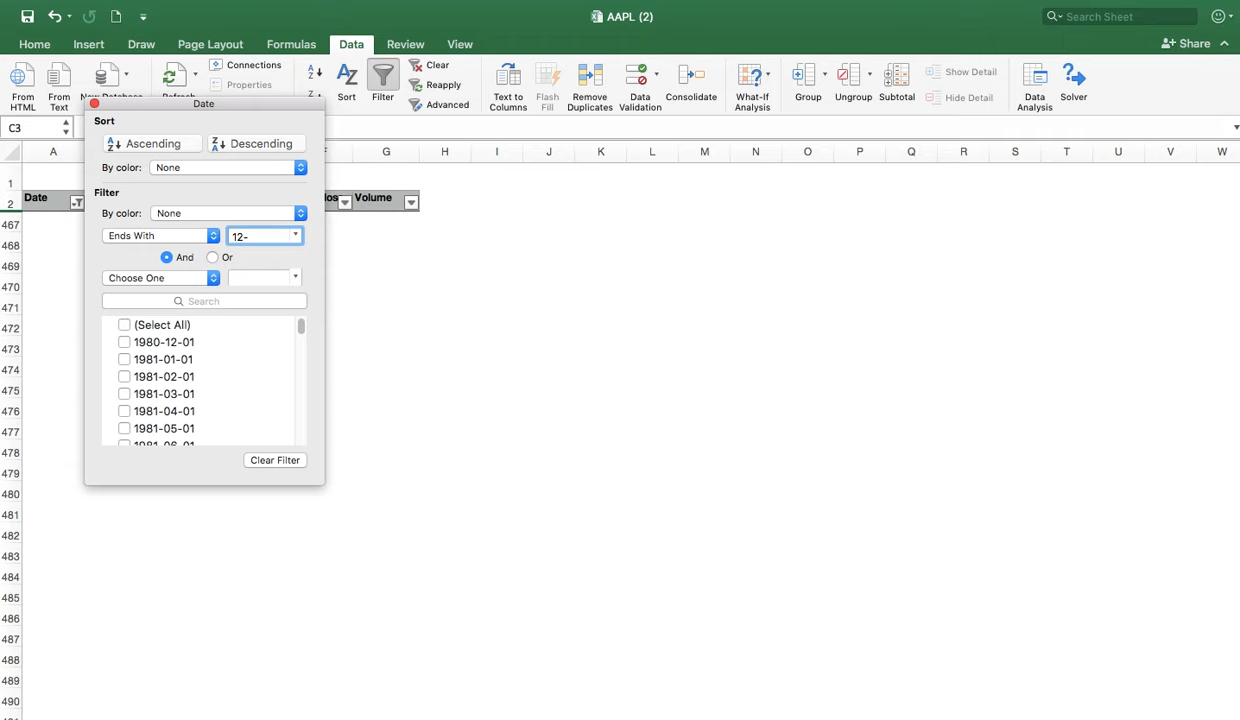 AAPL (2)
Search Sheet
Home Insert Draw Page Layout Formulas Data Review View
Share
From HTML
From Text
New Database
Refresh
Connections
Properties
Sort
Filter
Clear
Reapply
Advanced
Text to Columns
Flash Fill
Remove Duplicates
Data Validation
Consolidate
What-If Analysis
Group
Ungroup
Subtotal
Show Detail
Hide Detail
Data Analysis
Solver
C3
Date
Sort
Ascending Descending
By color: None
Filter
By color: None
Ends With 12-
And Or
Choose One
Search
(Select All)
1980-12-01
1981-01-01
1981-02-01
1981-03-01
1981-04-01
1981-05-01
1981-06-01
Clear Filter
A G H I J K L M N O P Q R S T U V W
1
2 Date Volume
467
468
469
470
471
472
473
474
475
476
477
478
479
480
481
482
483
484
485
486
487
488
489
490